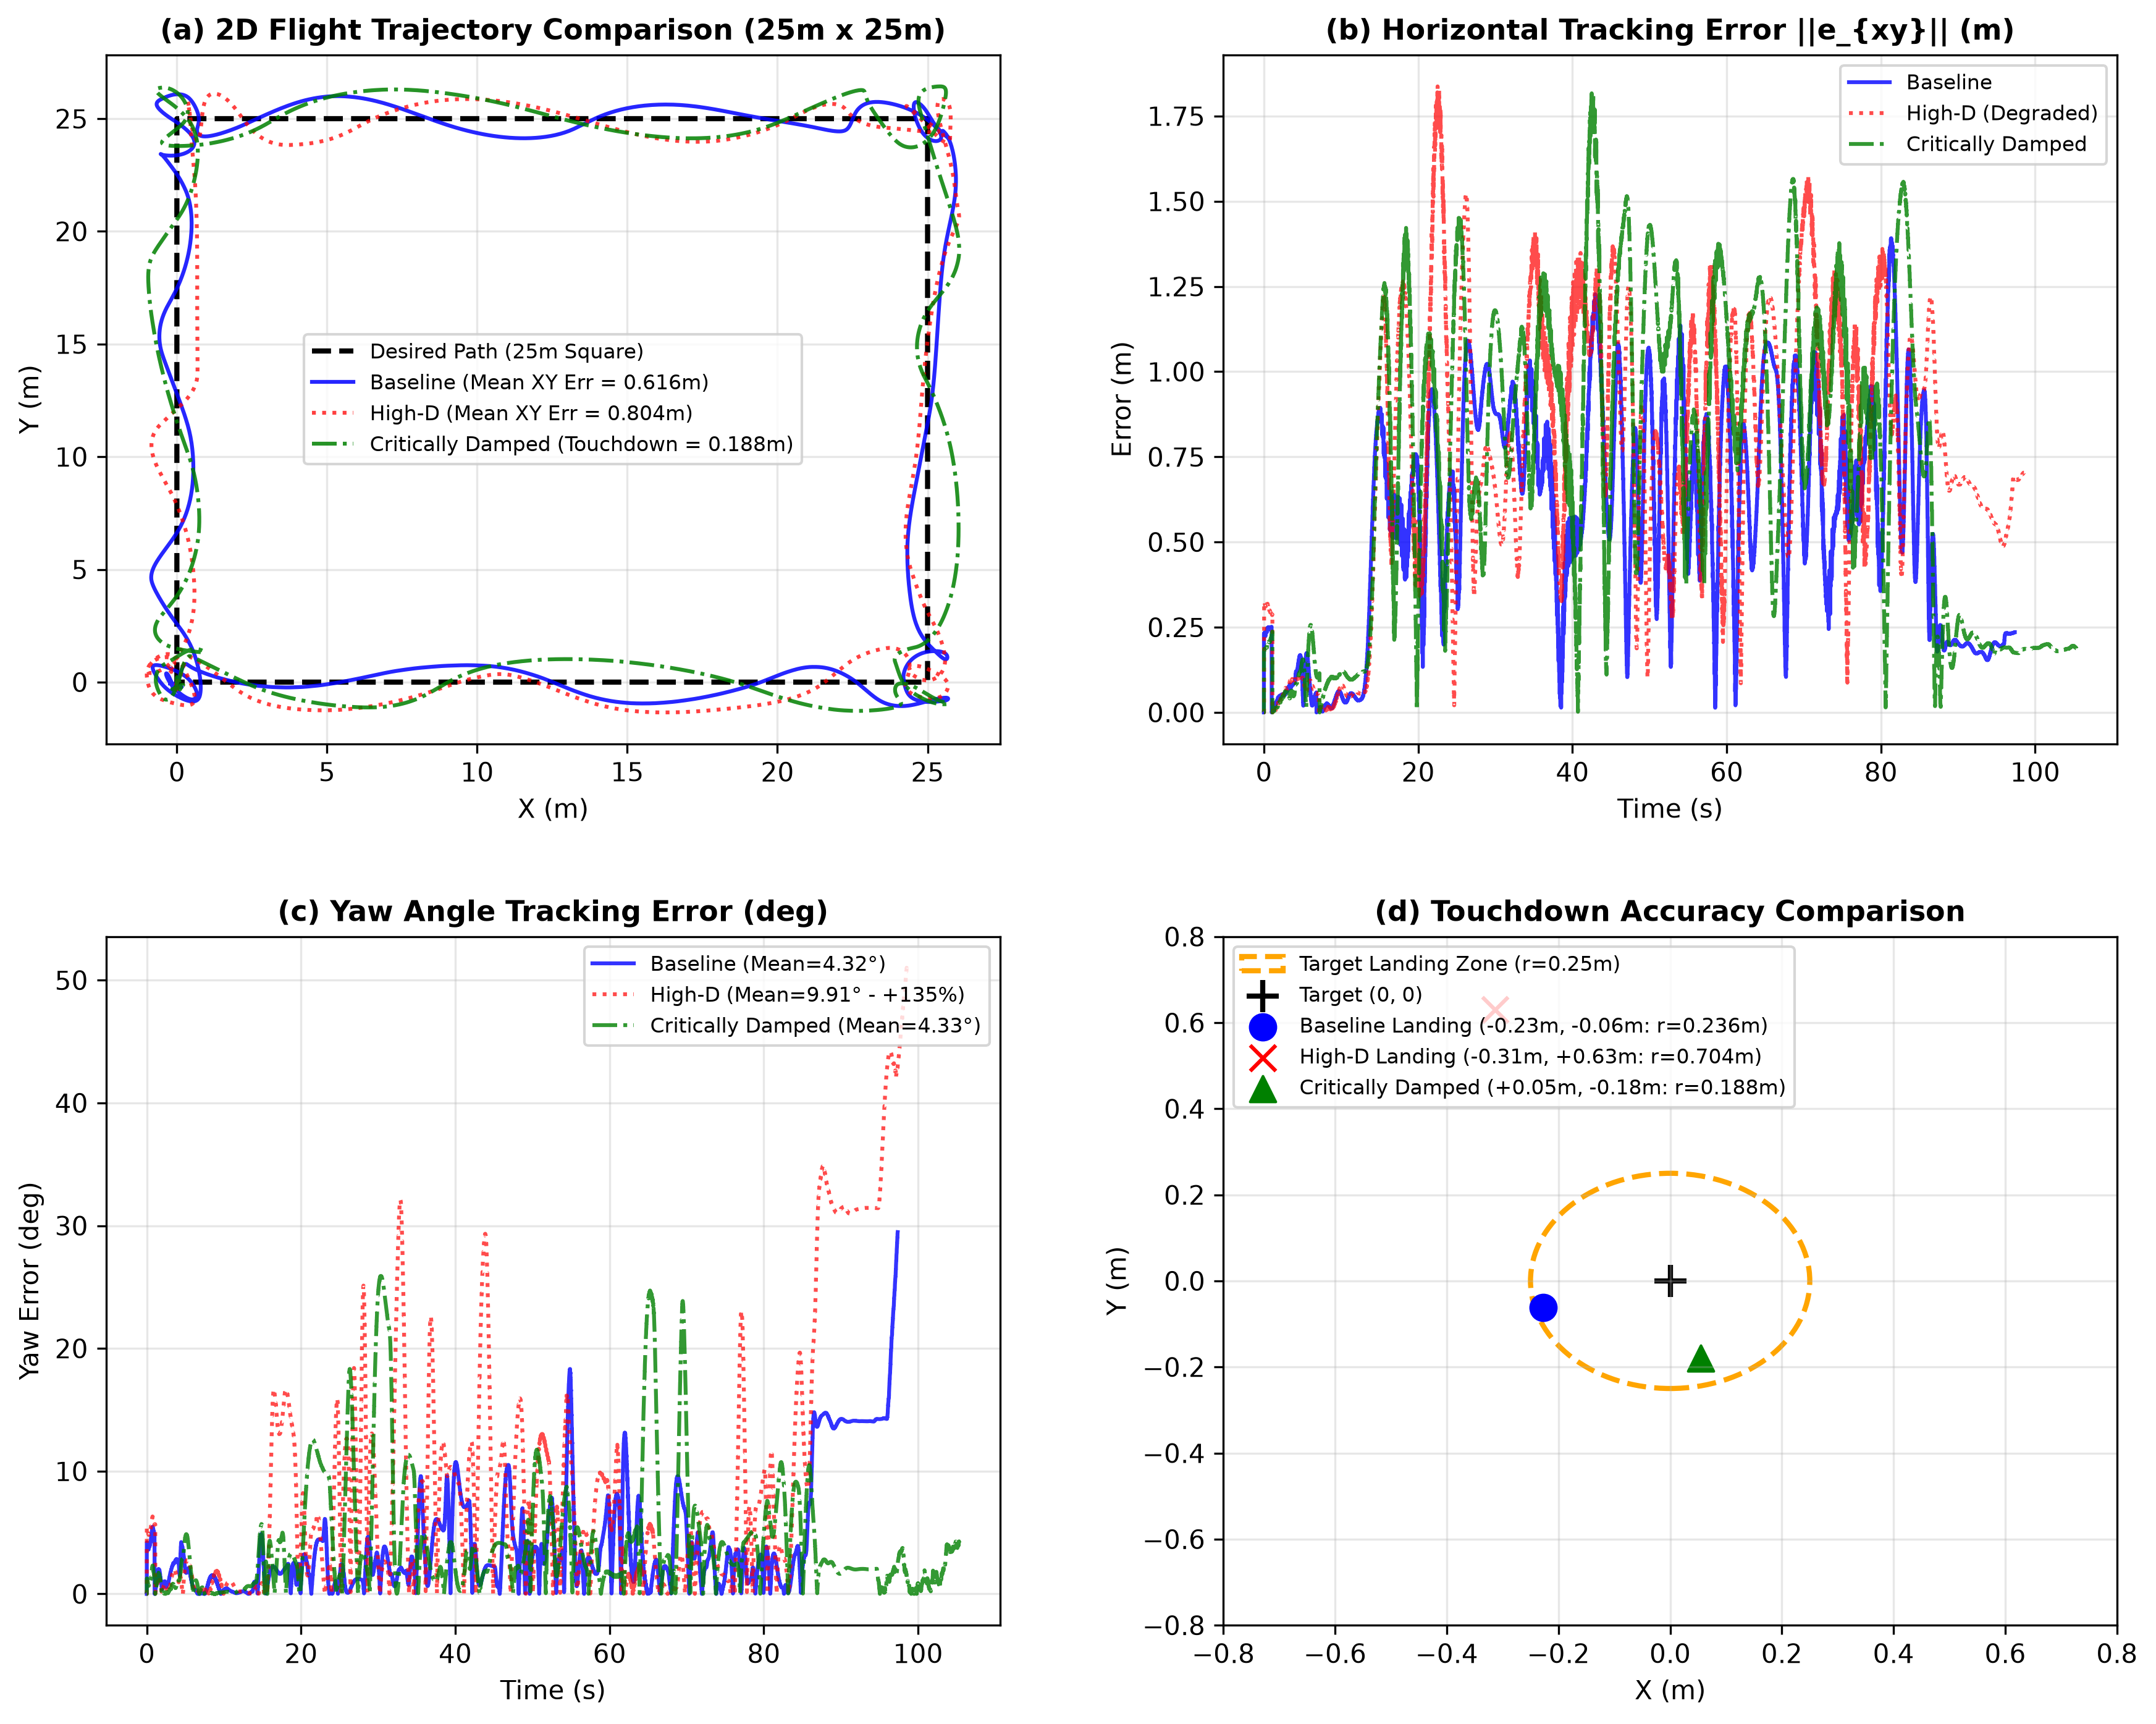 (a) 2D Flight Trajectory Comparison (25m x 25m)
25
20
15
10
5
0
Y (m)
Desired Path (25m Square)
Baseline (Mean XY Err = 0.616m)
High-D (Mean XY Err = 0.804m)
Critically Damped (Touchdown = 0.188m)
0 5 10 15 20 25
X (m)
(b) Horizontal Tracking Error ||e_{xy}|| (m)
1.75
1.50
1.25
1.00
0.75
0.50
0.25
0.00
Error (m)
Baseline
High-D (Degraded)
Critically Damped
0 20 40 60 80 100
Time (s)
(c) Yaw Angle Tracking Error (deg)
50
40
30
20
10
0
Yaw Error (deg)
Baseline (Mean=4.32°)
High-D (Mean=9.91° - +135%)
Critically Damped (Mean=4.33°)
0 20 40 60 80 100
Time (s)
(d) Touchdown Accuracy Comparison
0.8
0.6
0.4
0.2
0.0
−0.2
−0.4
−0.6
−0.8
Y (m)
Target Landing Zone (r=0.25m)
Target (0, 0)
Baseline Landing (-0.23m, -0.06m: r=0.236m)
High-D Landing (-0.31m, +0.63m: r=0.704m)
Critically Damped (+0.05m, -0.18m: r=0.188m)
−0.8 −0.6 −0.4 −0.2 0.0 0.2 0.4 0.6 0.8
X (m)